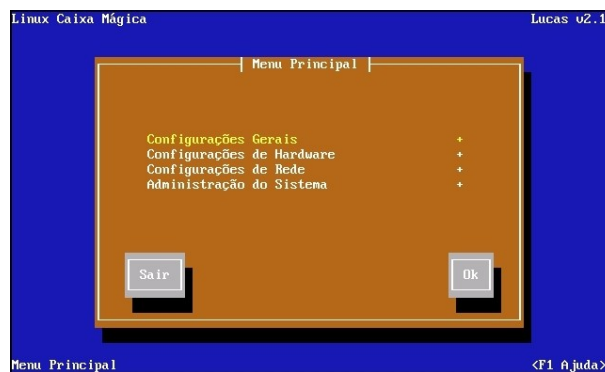 Linux Caixa Mágica Lucas v2.1
Menu Principal
Configurações Gerais +
Configurações de Hardware +
Configurações de Rede +
Administração do Sistema +
Sair Ok
Menu Principal <F1 Ajuda>